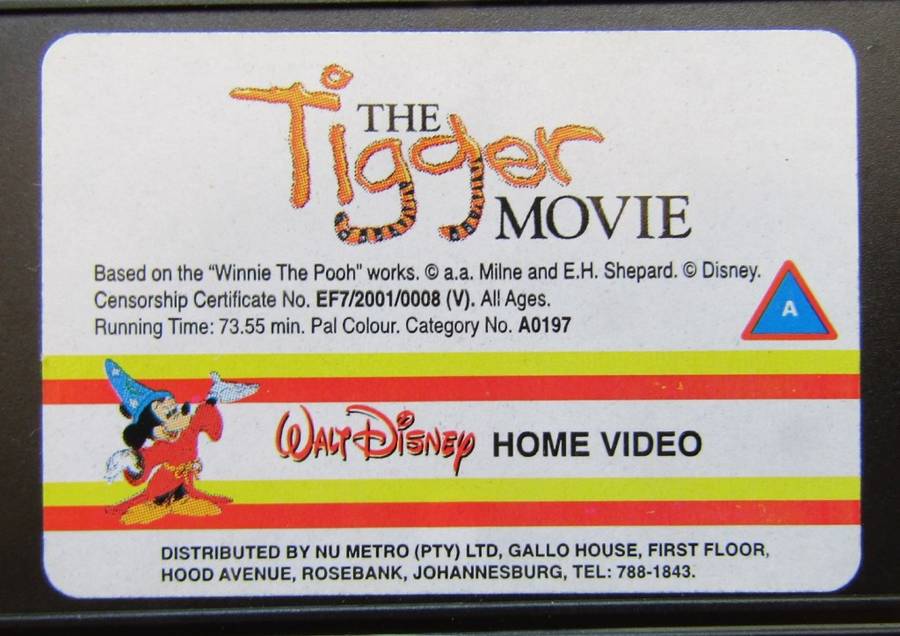 THE
Tigger
MOVIE
Based on the "Winnie The Pooh" works. © a.a. Milne and E.H. Shepard. © Disney.
Censorship Certificate No. EF7/2001/0008 (V). All Ages.
Running Time: 73.55 min. Pal Colour. Category No. A0197
A
WALT DISNEY HOME VIDEO
DISTRIBUTED BY NU METRO (PTY) LTD, GALLO HOUSE, FIRST FLOOR,
HOOD AVENUE, ROSEBANK, JOHANNESBURG, TEL: 788-1843.